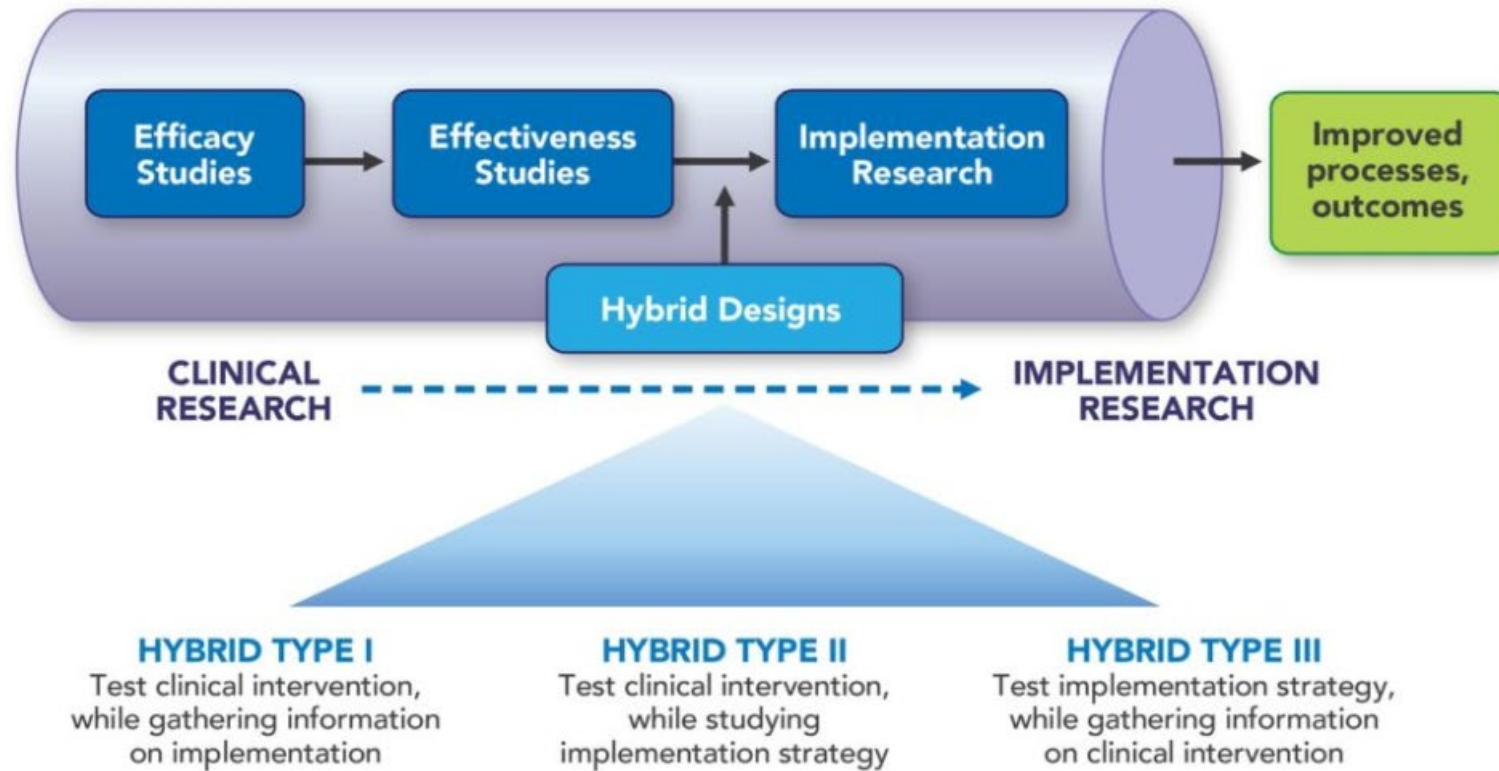 Efficacy
Studies
Effectiveness
Studies
Implementation
Research
Improved
processes,
outcomes
Hybrid Designs
CLINICAL
RESEARCH
IMPLEMENTATION
RESEARCH
HYBRID TYPE I
Test clinical intervention,
while gathering information
on implementation
HYBRID TYPE II
Test clinical intervention,
while studying
implementation strategy
HYBRID TYPE III
Test implementation strategy,
while gathering information
on clinical intervention